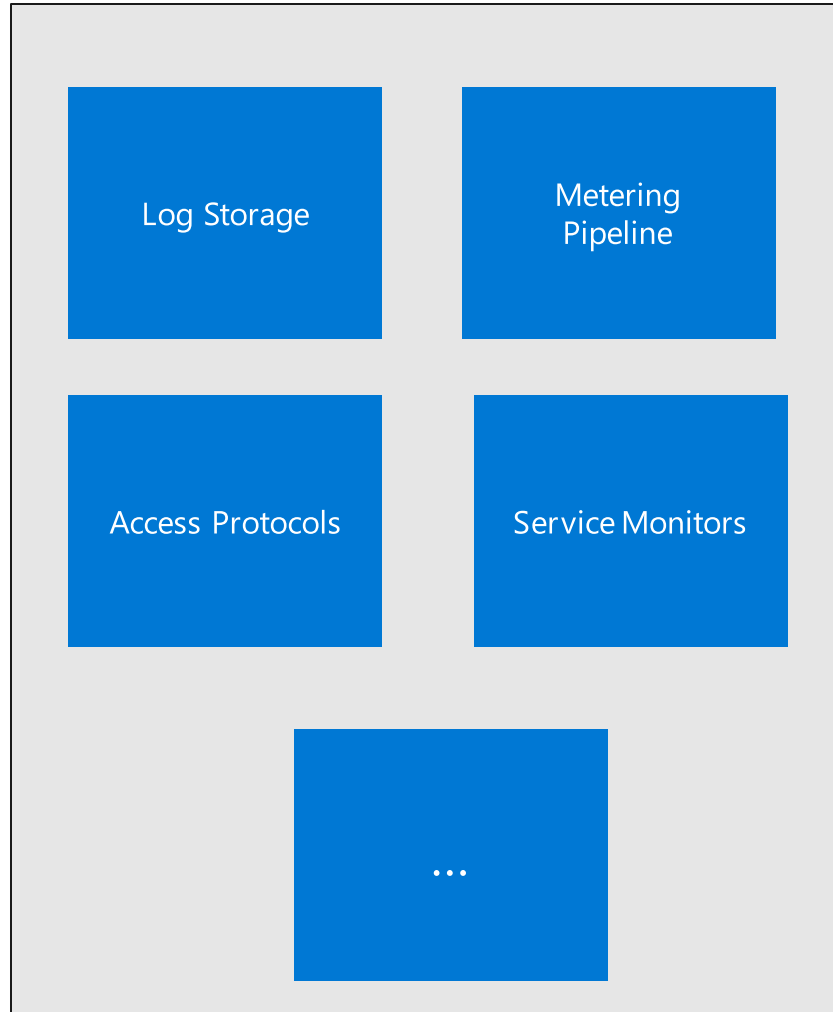 Log Storage
Metering
Pipeline
Access Protocols
Service Monitors
...